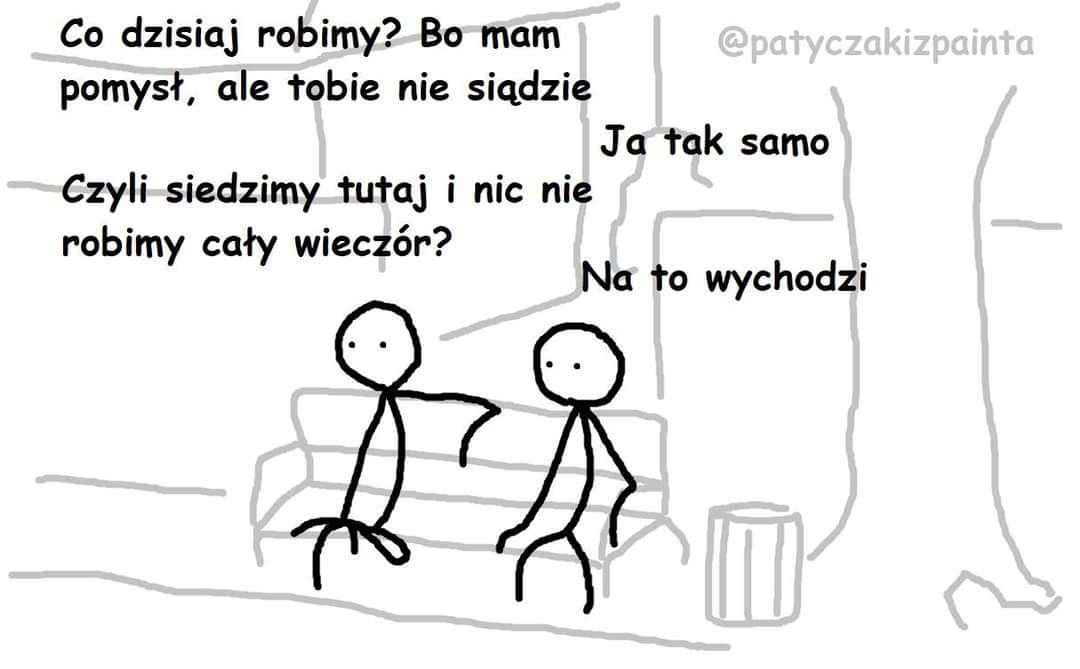 @patyczakizpainta
Co dzisiaj robimy? Bo mam
pomysł, ale tobie nie siądzie
Ja tak samo
Czyli siedzimy tutaj i nic nie
robimy cały wieczór?
Na to wychodzi